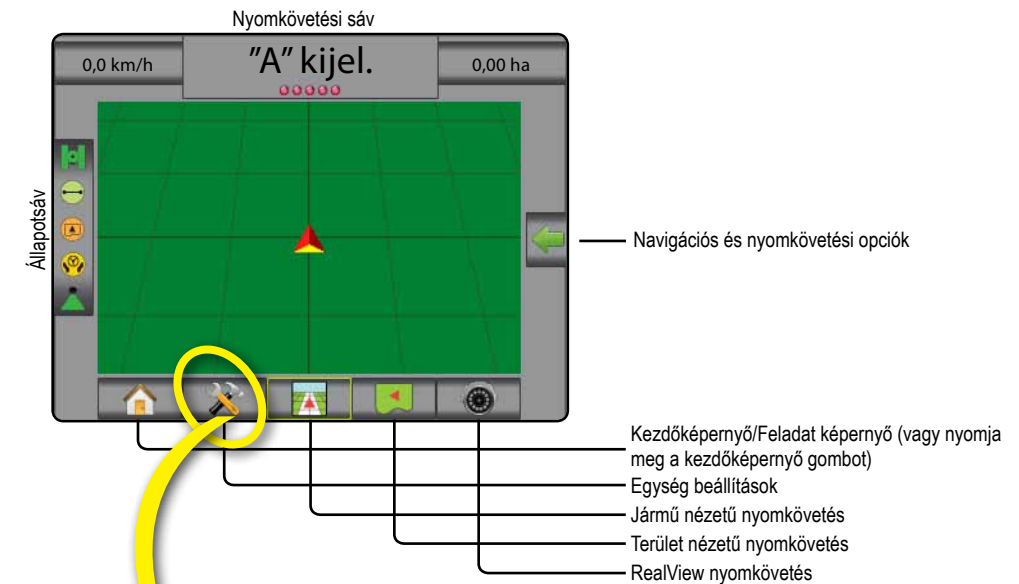 Nyomkövetési sáv
0,0 km/h
”A” kijel.
0,00 ha
Állapotsáv
Navigációs és nyomkövetési opciók
Kezdőképernyő/Feladat képernyő (vagy nyomja
meg a kezdőképernyő gombot)
Egység beállítások
Jármű nézetű nyomkövetés
Terület nézetű nyomkövetés
RealView nyomkövetés